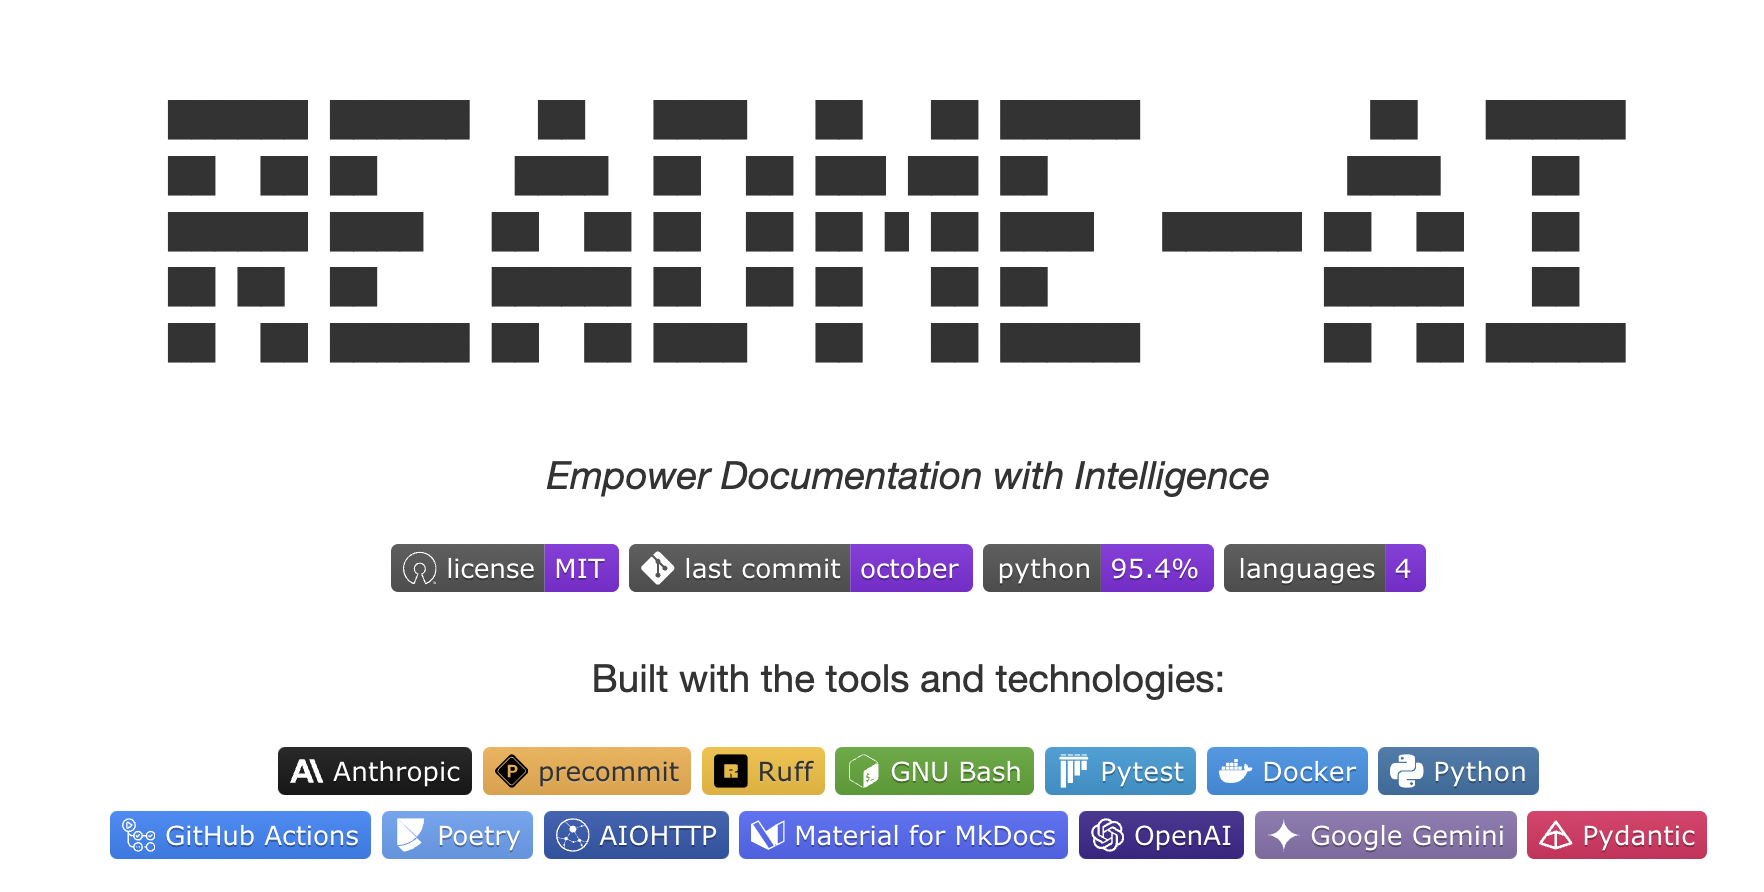 README-AI
Empower Documentation with Intelligence
license MIT last commit october python 95.4% languages 4
Built with the tools and technologies:
Anthropic precommit Ruff GNU Bash Pytest Docker Python
GitHub Actions Poetry AIOHTTP Material for MkDocs OpenAI Google Gemini Pydantic